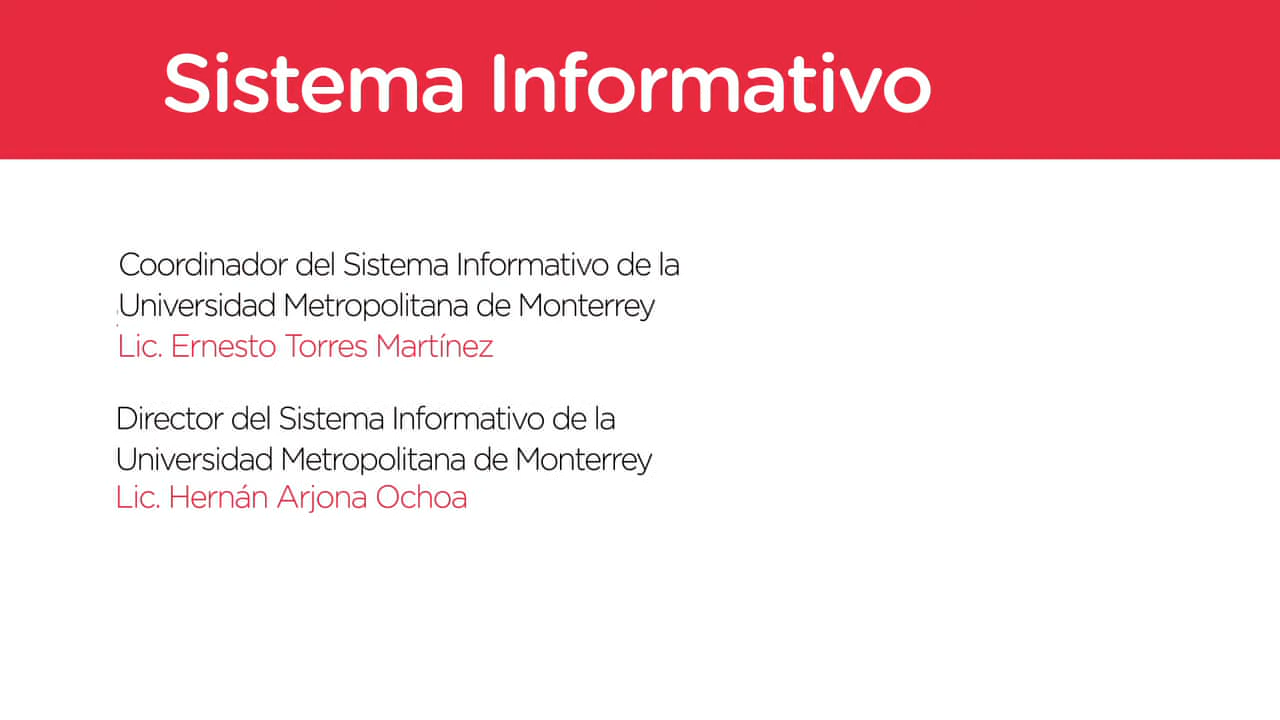 Sistema Informativo
Coordinador del Sistema Informativo de la
Universidad Metropolitana de Monterrey
Lic. Ernesto Torres Martínez
Director del Sistema Informativo de la
Universidad Metropolitana de Monterrey
Lic. Hernán Arjona Ochoa